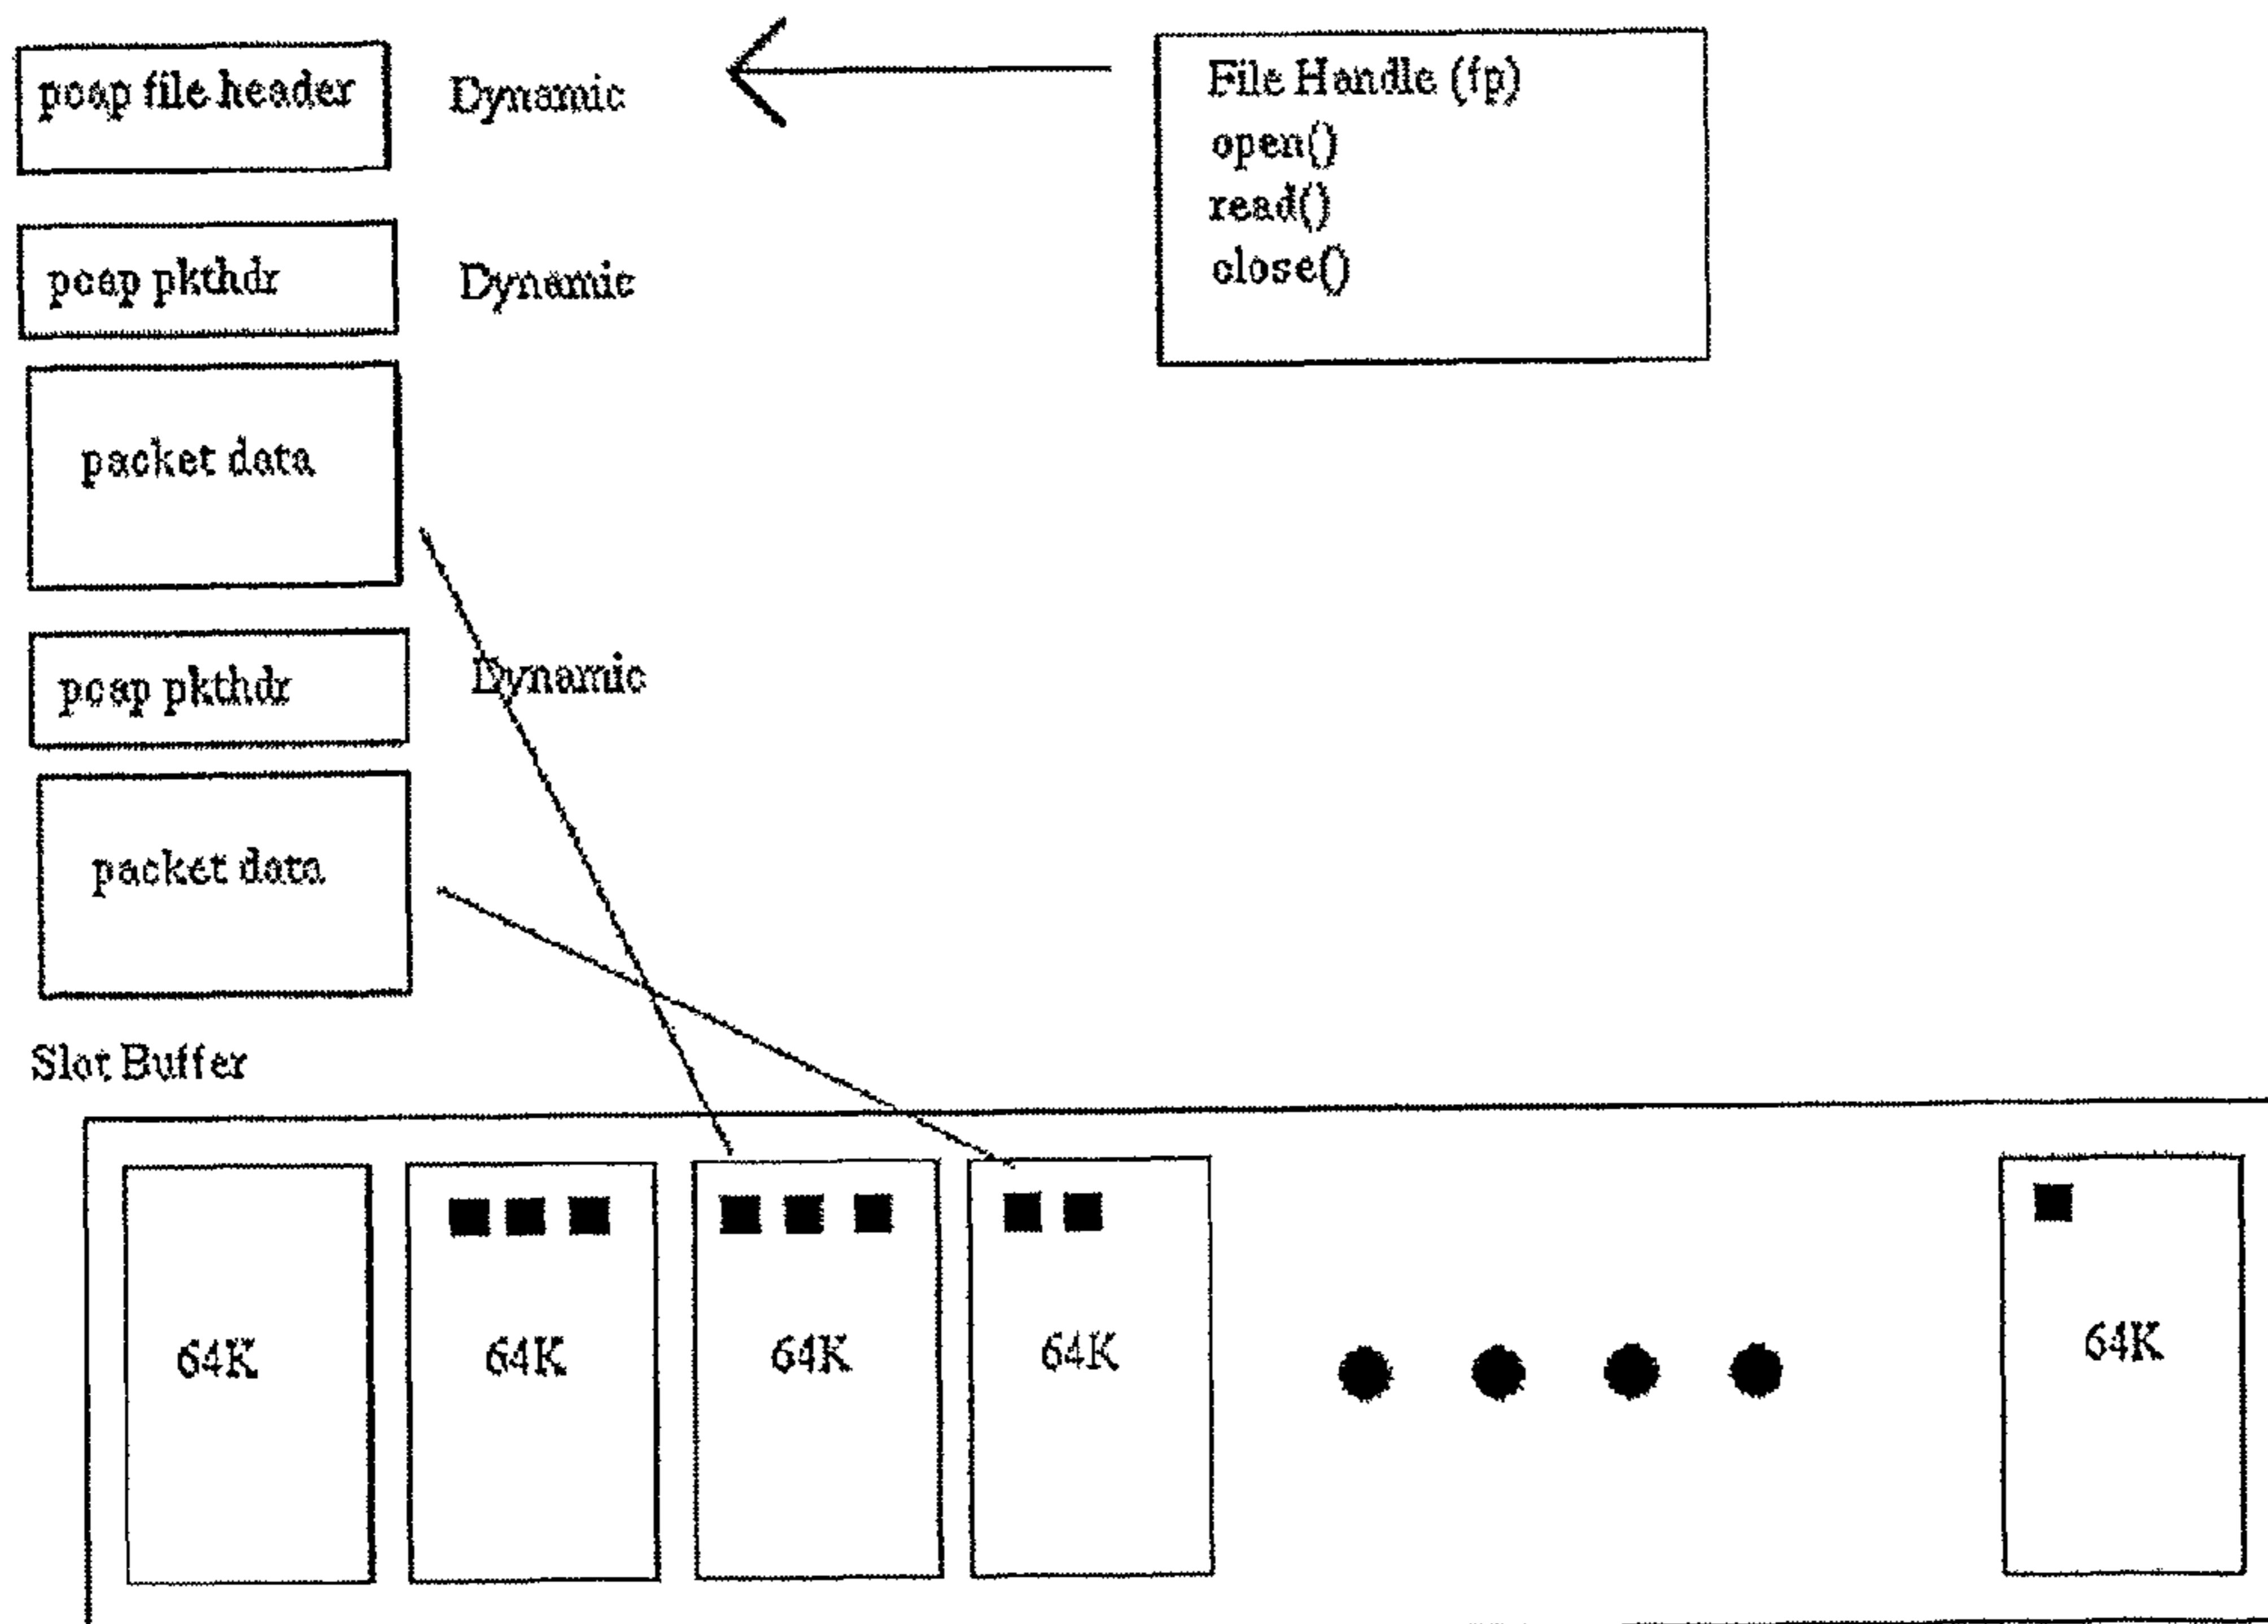 pcap file header
Dynamic
File Handle (fp)
open()
read()
close()
pcap pkthdr
Dynamic
packet data
pcap pkthdr
Dynamic
packet data
Slot Buffer
64K
64K
64K
64K
64K